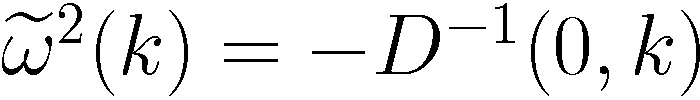 ω̃²(k) = −D⁻¹(0, k)